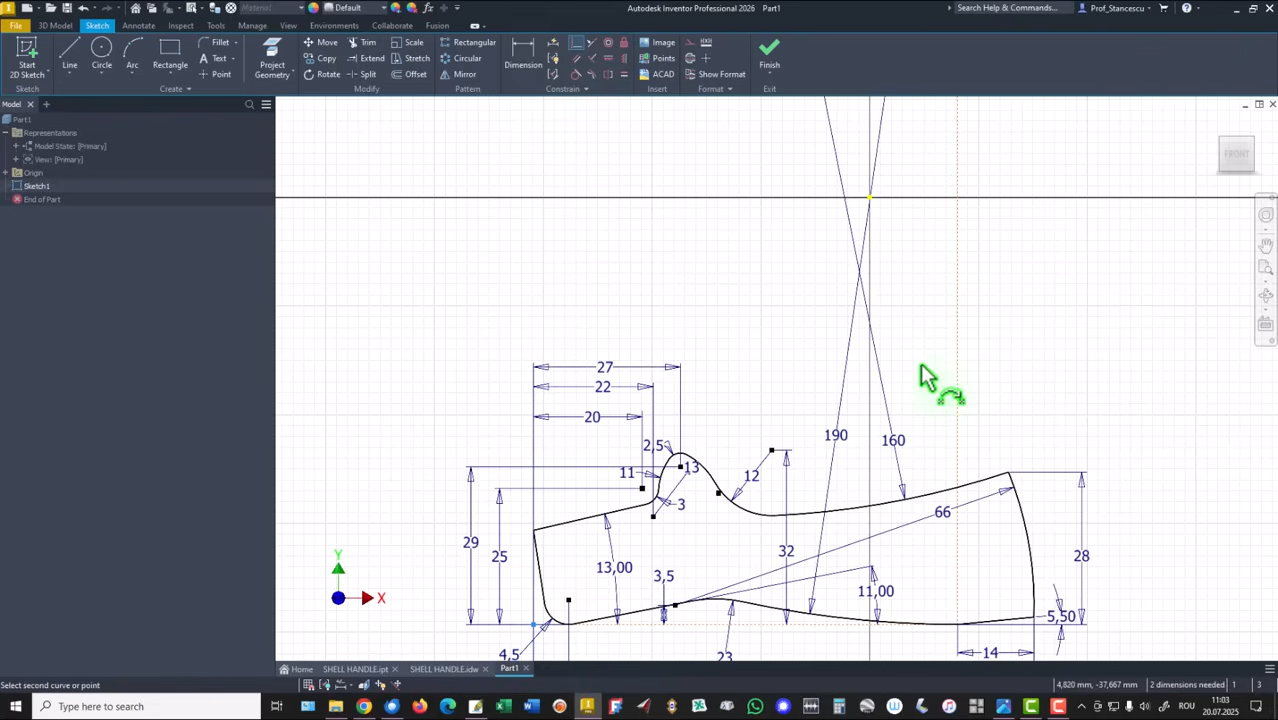 Material Default Autodesk Inventor Professional 2026 Part1 Search Help & Commands... Prof_Stancescu
File 3D Model Sketch Annotate Inspect Tools Manage View Environments Collaborate Fusion
Start 2D Sketch Line Circle Arc Rectangle Fillet Text Point Project Geometry
Move Trim Scale
Copy Extend Stretch
Rotate Split Offset
Rectangular
Circular
Mirror
Dimension
Image
Points
ACAD
Show Format
Finish
Sketch Create Modify Pattern Constrain Insert Format Exit
Model
Part1
Representations
Model State: [Primary]
View: [Primary]
Origin
Sketch1
End of Part
FRONT
27
22
20
190 160
2,5
11 13 12
3
66
29 25 13,00 3,5 32 11,00 28
5,50
4,5 23 14
Y
X
Home SHELL HANDLE.ipt SHELL HANDLE.idw Part1
Select second curve or point 4,820 mm, -37,667 mm 2 dimensions needed 1 3
Type here to search ROU 11:03 20.07.2025